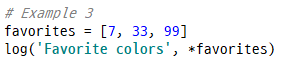 # Example 3
favorites = [7, 33, 99]
log('Favorite colors', *favorites)